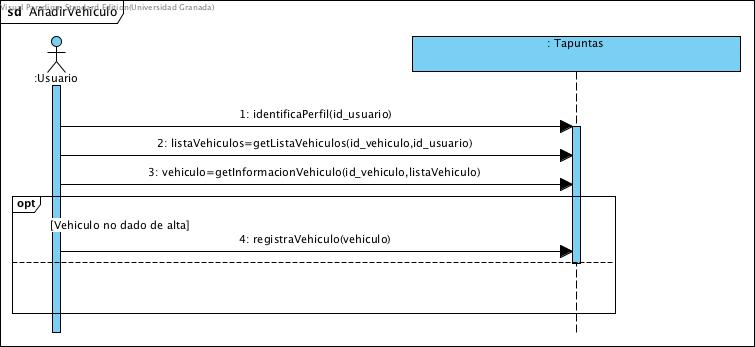 Visual Paradigm Standard Edition(Universidad Granada)
sd AñadirVehiculo
: Tapuntas
:Usuario
1: identificaPerfil(id_usuario)
2: listaVehiculos=getListaVehiculos(id_vehiculo,id_usuario)
3: vehiculo=getInformacionVehiculo(id_vehiculo,listaVehiculo)
opt
[Vehiculo no dado de alta]
4: registraVehiculo(vehiculo)